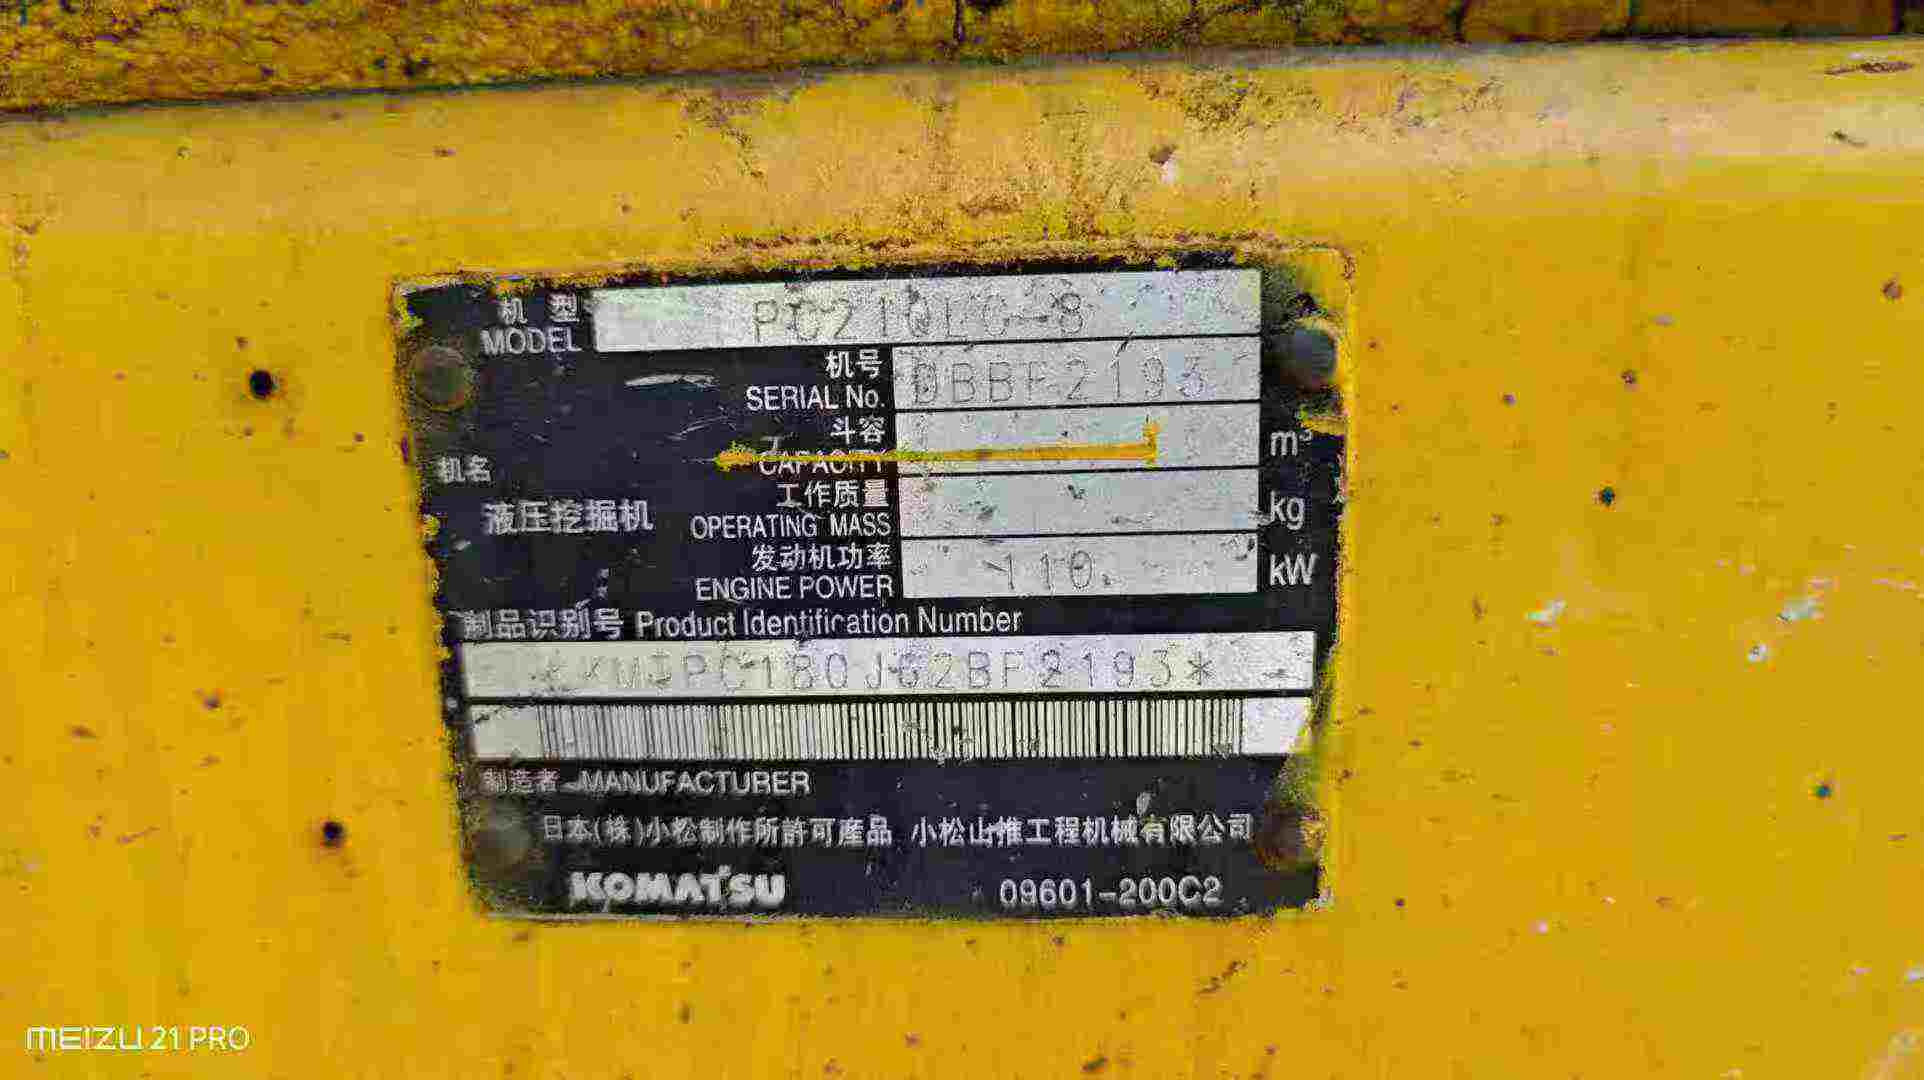 机 型
MODEL PC210LC-8
机号
SERIAL No. DBBF2193
斗容
CAPACITY m³
机名
工作质量
液压挖掘机
OPERATING MASS kg
发动机功率
ENGINE POWER 110. kW
制品识别号 Product Identification Number
*KMJPC180JG2BF2193*
制造者 MANUFACTURER
日本(株)小松制作所許可産品 小松山推工程机械有限公司
KOMATSU 09601-200C2
MEIZU 21 PRO